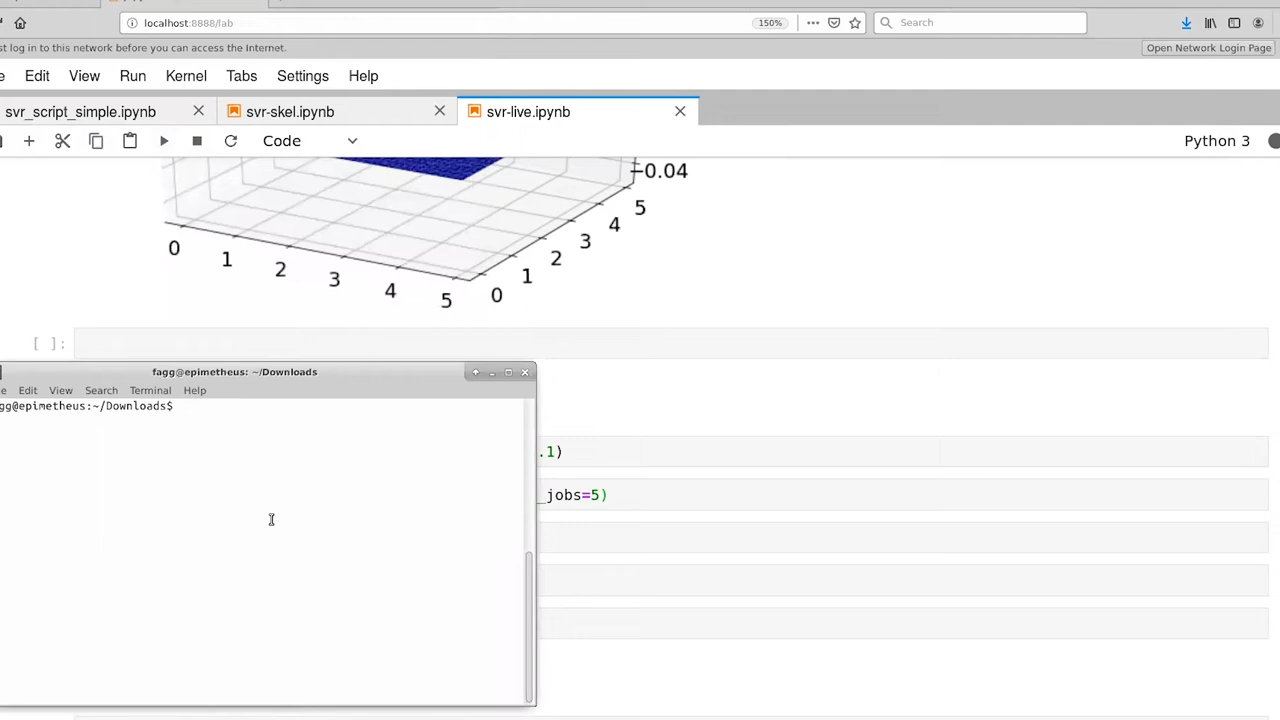 localhost:8888/lab
150%
Search
st log in to this network before you can access the Internet.
Open Network Login Page
e Edit View Run Kernel Tabs Settings Help
svr_script_simple.ipynb
svr-skel.ipynb
svr-live.ipynb
Code
Python 3
−0.04
5
4
3
2
1
0
0 1 2 3 4 5
[ ]:
fagg@epimetheus: ~/Downloads
e Edit View Search Terminal Help
gg@epimetheus:~/Downloads$
.1)
_jobs=5)